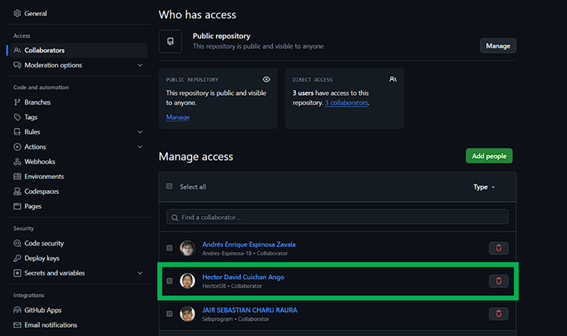 General
Access
Collaborators
Moderation options
Code and automation
Branches
Tags
Rules
Actions
Webhooks
Environments
Codespaces
Pages
Security
Code security
Deploy keys
Secrets and variables
Integrations
GitHub Apps
Email notifications
Who has access
Public repository
This repository is public and visible to anyone
Manage
PUBLIC REPOSITORY
This repository is public and visible
to anyone.
Manage
DIRECT ACCESS
3 users have access to this
repository. 3 collaborators.
Manage access
Add people
Select all
Type
Find a collaborator...
Andrés Enrique Espinosa Zavala
Andres-Espinosa-18 • Collaborator
Hector David Cuichan Ango
HectorD8 • Collaborator
JAIR SEBASTIAN CHARIJ RAURA
Sebprogram • Collaborator